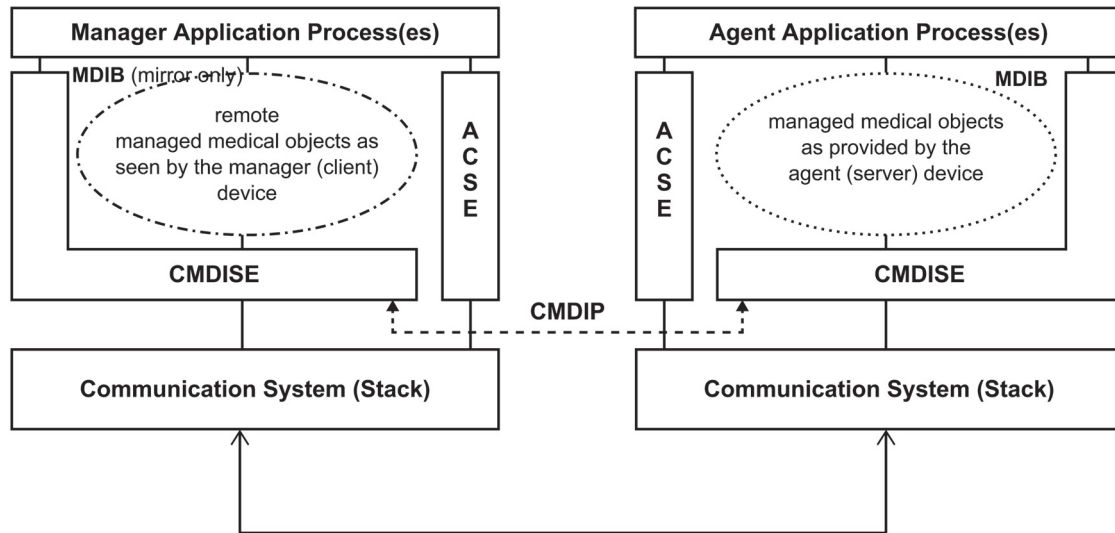 Manager Application Process(es)
MDIB (mirror only)
remote
managed medical objects as
seen by the manager (client)
device
A
C
S
E
CMDISE
Communication System (Stack)
CMDIP
Agent Application Process(es)
MDIB
managed medical objects
as provided by the
agent (server) device
A
C
S
E
CMDISE
Communication System (Stack)